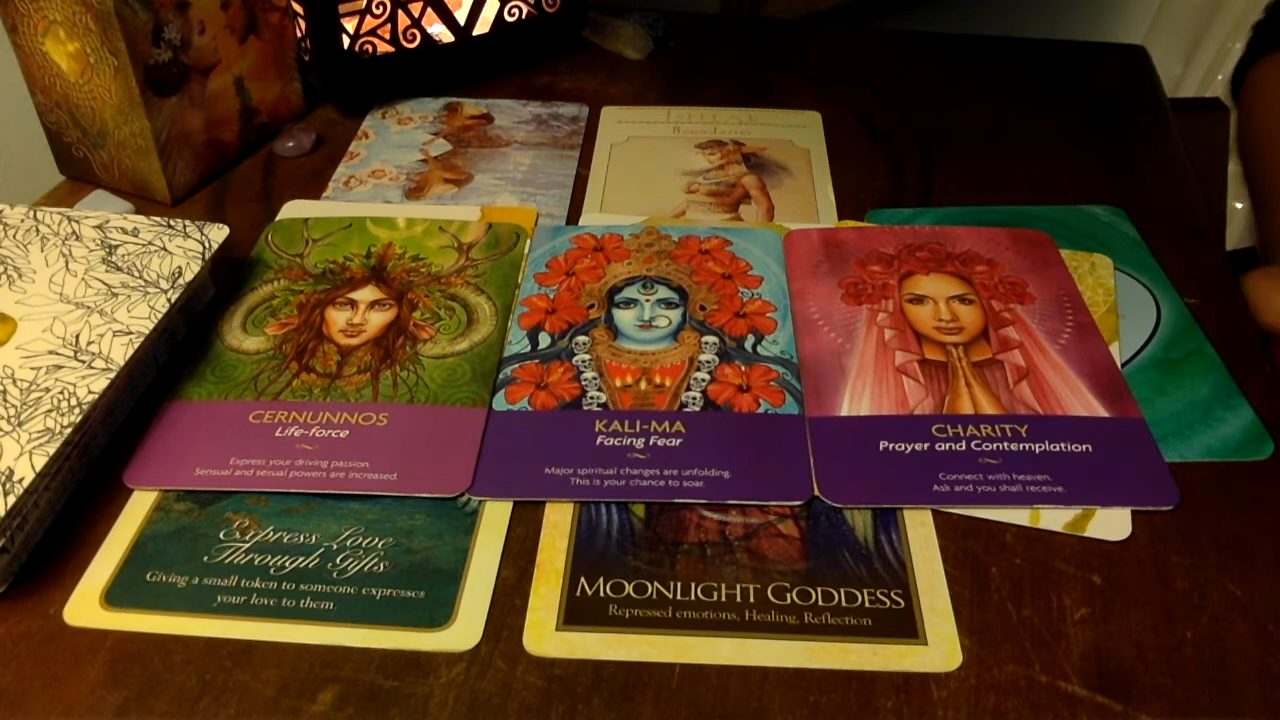 ISHTAR
Boundaries
CERNUNNOS
Life-force
Express your driving passion.
Sensual and sexual powers are increased.
KALI-MA
Facing Fear
Major spiritual changes are unfolding.
This is your chance to soar.
CHARITY
Prayer and Contemplation
Connect with heaven.
Ask and you shall receive.
Express Love
Through Gifts
Giving a small token to someone expresses
your love to them
MOONLIGHT GODDESS
Repressed emotions, Healing, Reflection